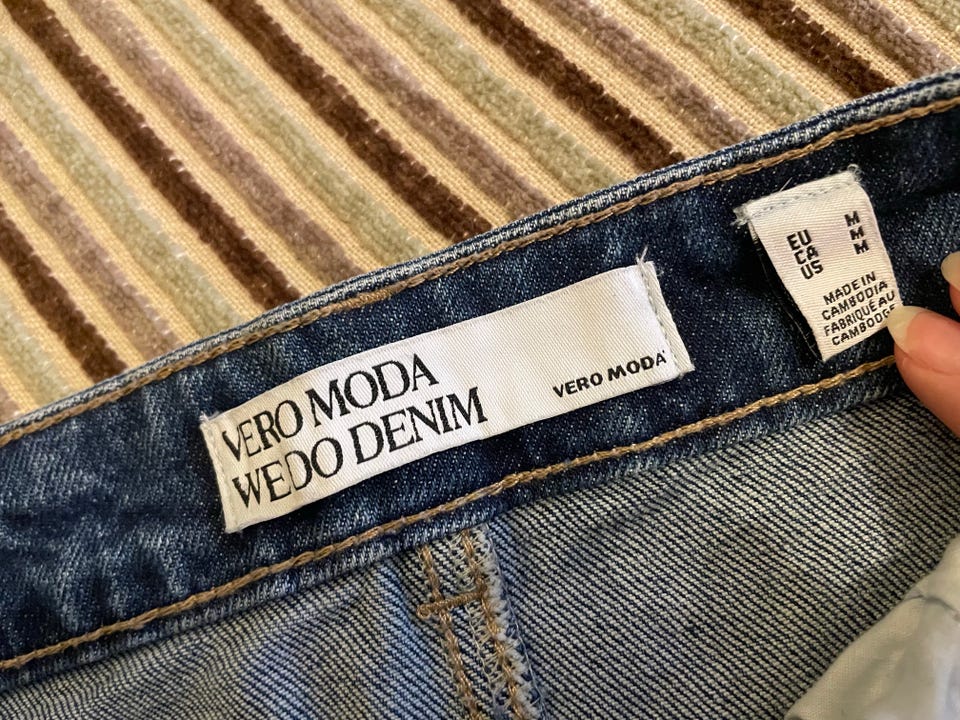 VERO MODA
WEDO DENIM
VERO MODA
EU M
CA M
US M
MADE IN
CAMBODIA
FABRIQUÉ AU
CAMBODGE